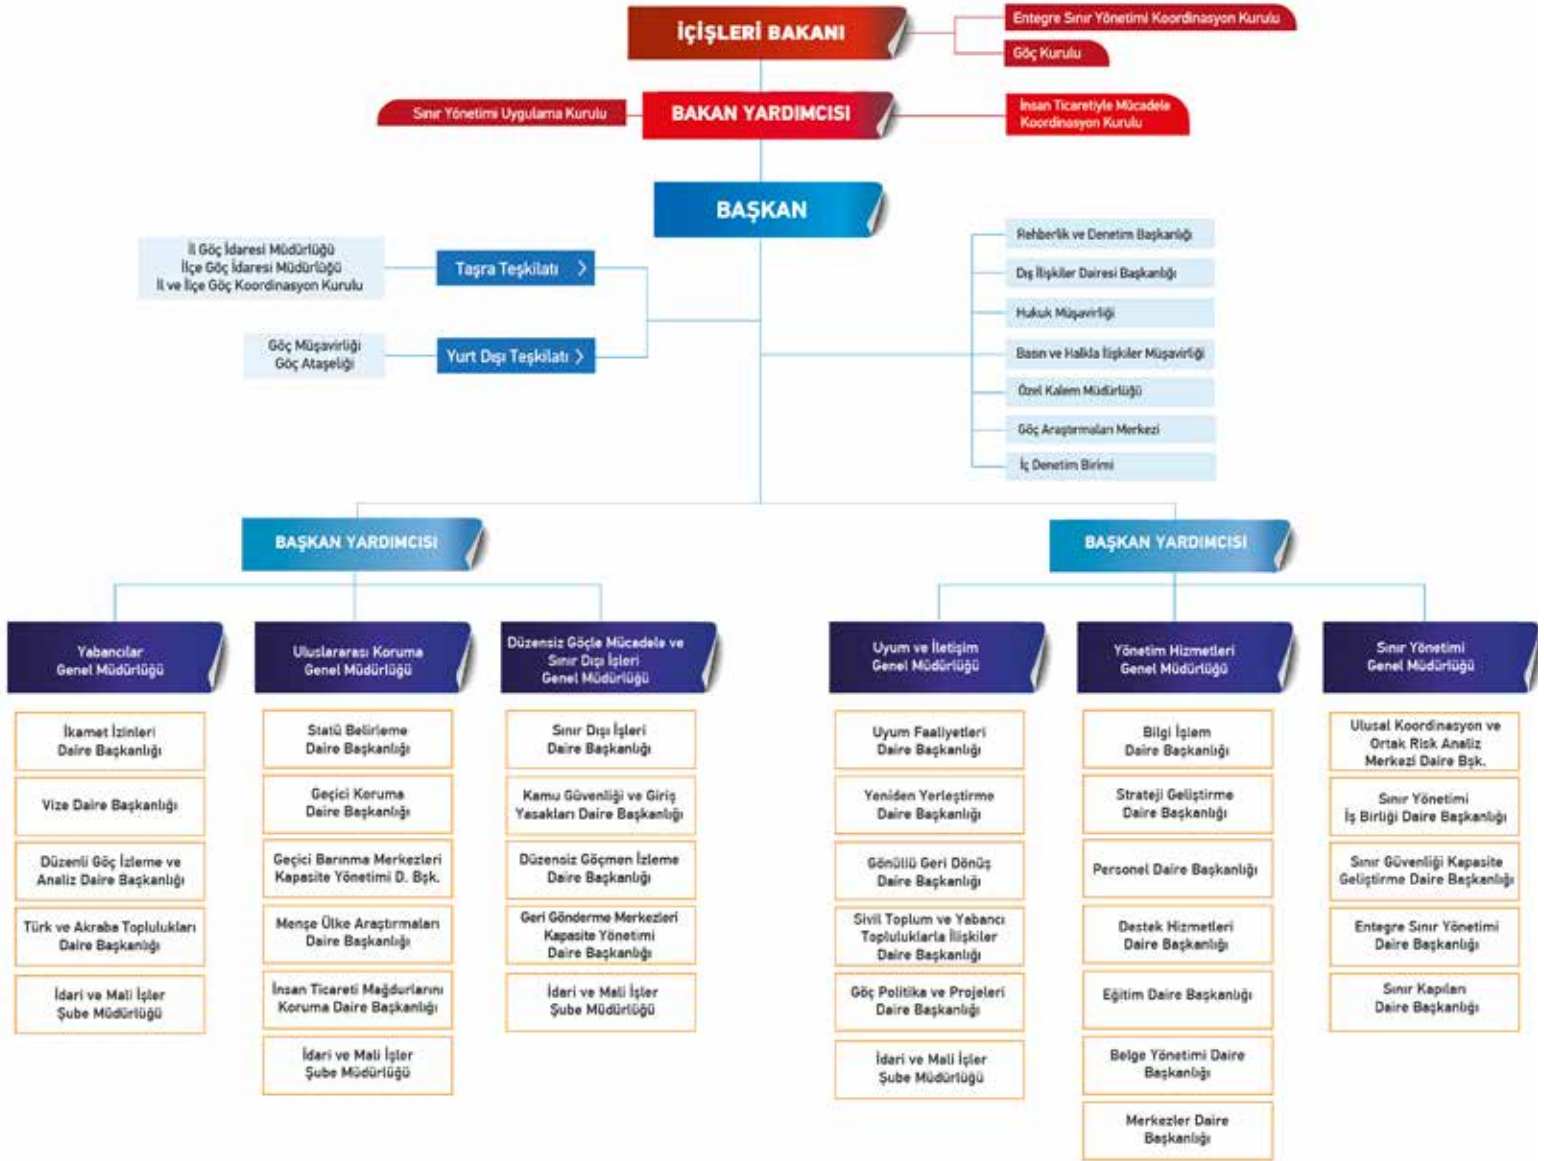 İÇİŞLERİ BAKANI
Entegre Sınır Yönetimi Koordinasyon Kurulu
Göç Kurulu
Sınır Yönetimi Uygulama Kurulu
BAKAN YARDIMCISI
İnsan Ticaretiyle Mücadele
Koordinasyon Kurulu
BAŞKAN
İl Göç İdaresi Müdürlüğü
İlçe Göç İdaresi Müdürlüğü
İl ve İlçe Göç Koordinasyon Kurulu
Taşra Teşkilatı
Göç Müşavirliği
Göç Ataşeliği
Yurt Dışı Teşkilatı
Rehberlik ve Denetim Başkanlığı
Dış İlişkiler Dairesi Başkanlığı
Hukuk Müşavirliği
Basın ve Halkla İlişkiler Müşavirliği
Özel Kalem Müdürlüğü
Göç Araştırmaları Merkezi
İç Denetim Birimi
BAŞKAN YARDIMCISI
Yabancılar
Genel Müdürlüğü
İkamet İzinleri
Daire Başkanlığı
Vize Daire Başkanlığı
Düzenli Göç İzleme ve
Analiz Daire Başkanlığı
Türk ve Akraba Toplulukları
Daire Başkanlığı
İdari ve Mali İşler
Şube Müdürlüğü
Uluslararası Koruma
Genel Müdürlüğü
Statü Belirleme
Daire Başkanlığı
Geçici Koruma
Daire Başkanlığı
Geçici Barınma Merkezleri
Kapasite Yönetimi D. Bşk.
Menşe Ülke Araştırmaları
Daire Başkanlığı
İnsan Ticareti Mağdurlarını
Koruma Daire Başkanlığı
İdari ve Mali İşler
Şube Müdürlüğü
Düzensiz Göçle Mücadele ve
Sınır Dışı İşleri
Genel Müdürlüğü
Sınır Dışı İşleri
Daire Başkanlığı
Kamu Güvenliği ve Giriş
Yasakları Daire Başkanlığı
Düzensiz Göçmen İzleme
Daire Başkanlığı
Geri Gönderme Merkezleri
Kapasite Yönetimi
Daire Başkanlığı
İdari ve Mali İşler
Şube Müdürlüğü
BAŞKAN YARDIMCISI
Uyum ve İletişim
Genel Müdürlüğü
Uyum Faaliyetleri
Daire Başkanlığı
Yeniden Yerleştirme
Daire Başkanlığı
Gönüllü Geri Dönüş
Daire Başkanlığı
Sivil Toplum ve Yabancı
Topluluklarla İlişkiler
Daire Başkanlığı
Göç Politika ve Projeleri
Daire Başkanlığı
İdari ve Mali İşler
Şube Müdürlüğü
Yönetim Hizmetleri
Genel Müdürlüğü
Bilgi İşlem
Daire Başkanlığı
Strateji Geliştirme
Daire Başkanlığı
Personel Daire Başkanlığı
Destek Hizmetleri
Daire Başkanlığı
Eğitim Daire Başkanlığı
Belge Yönetimi Daire
Başkanlığı
Merkezler Daire
Başkanlığı
Sınır Yönetimi
Genel Müdürlüğü
Ulusal Koordinasyon ve
Ortak Risk Analiz
Merkezi Daire Bşk.
Sınır Yönetimi
İş Birliği Daire Başkanlığı
Sınır Güvenliği Kapasite
Geliştirme Daire Başkanlığı
Entegre Sınır Yönetimi
Daire Başkanlığı
Sınır Kapıları
Daire Başkanlığı